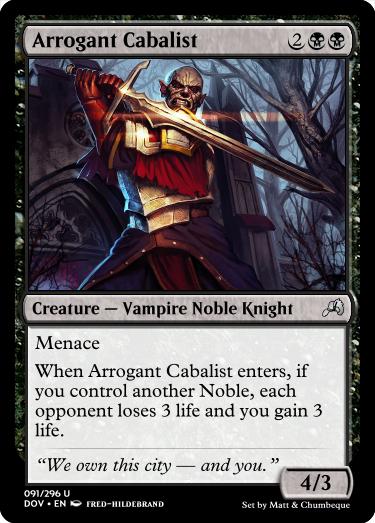 Arrogant Cabalist 2
Creature — Vampire Noble Knight
Menace
When Arrogant Cabalist enters, if
you control another Noble, each
opponent loses 3 life and you gain 3
life.
“We own this city — and you.”
4/3
091/296 U
DOV • EN FRED-HILDEBRAND
Set by Matt & Chumbeque